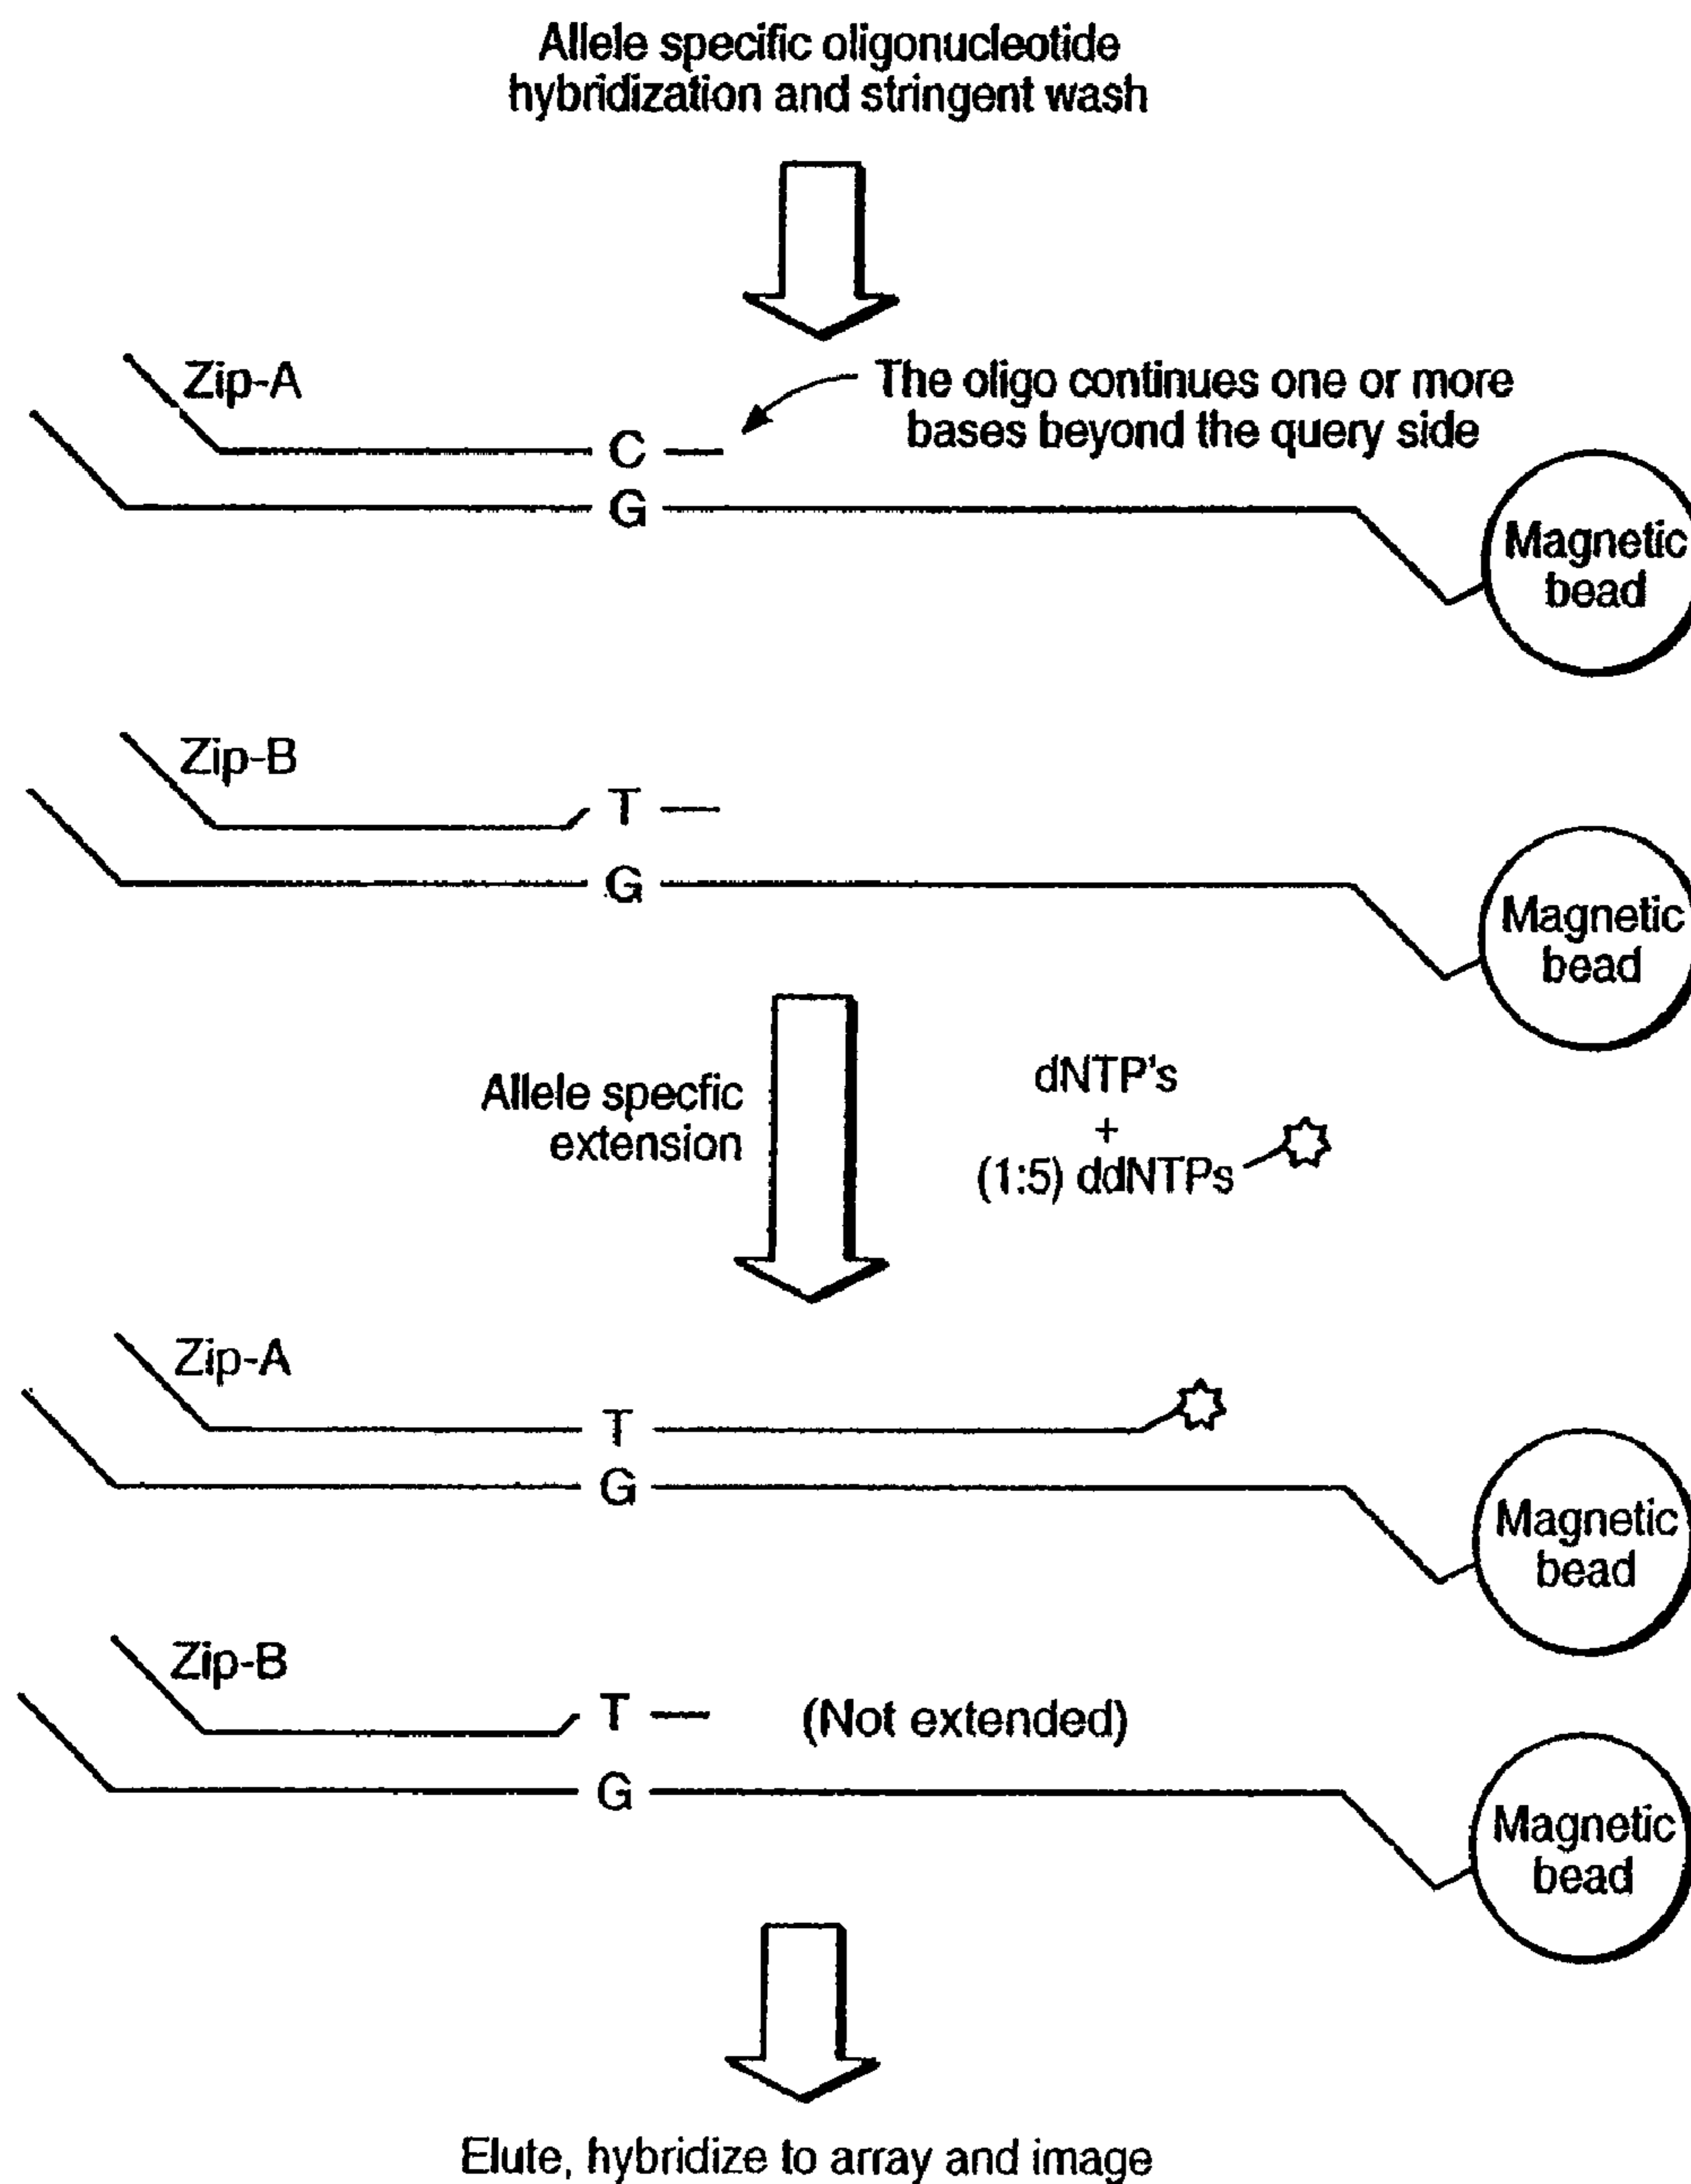 Allele specific oligonucleotide
hybridization and stringent wash
Zip-A
The oligo continues one or more
bases beyond the query side
C
G
Magnetic
bead
Zip-B
T
G
Magnetic
bead
Allele specfic
extension
dNTP's
+
(1:5) ddNTPs
Zip-A
T
G
Magnetic
bead
Zip-B
T
(Not extended)
G
Magnetic
bead
Elute, hybridize to array and image